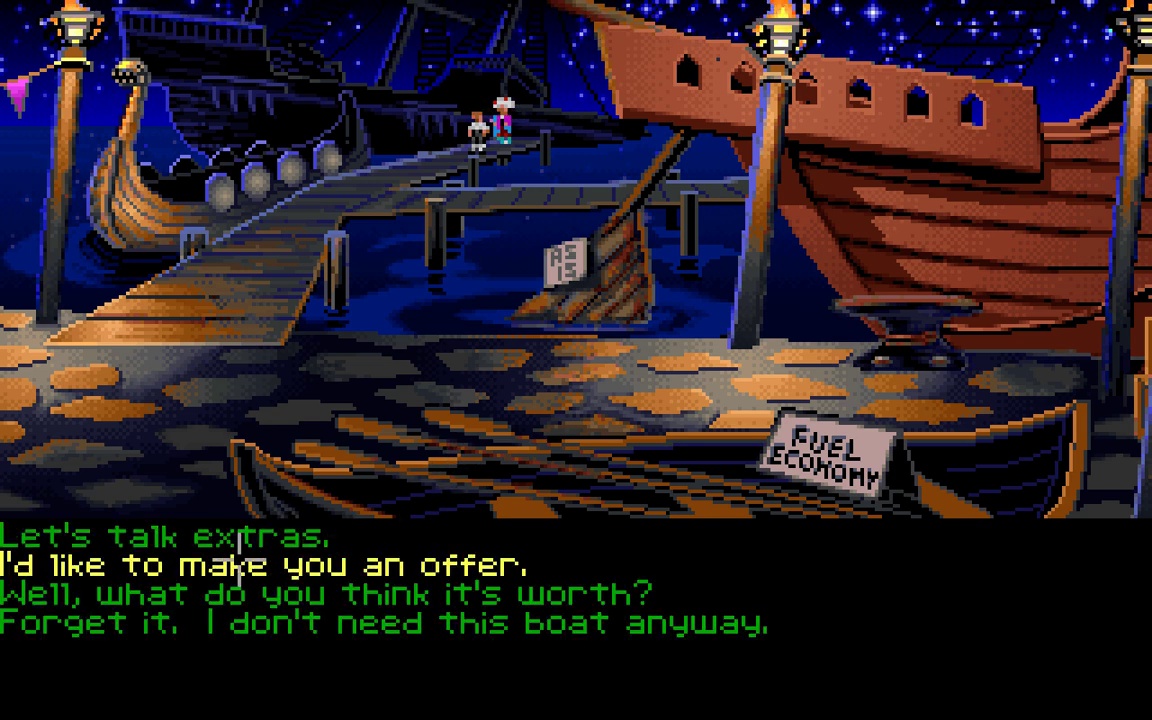 AS
IS
FUEL
ECONOMY
Let's talk extras.
I'd like to make you an offer.
Well, what do you think it's worth?
Forget it.  I don't need this boat anyway.